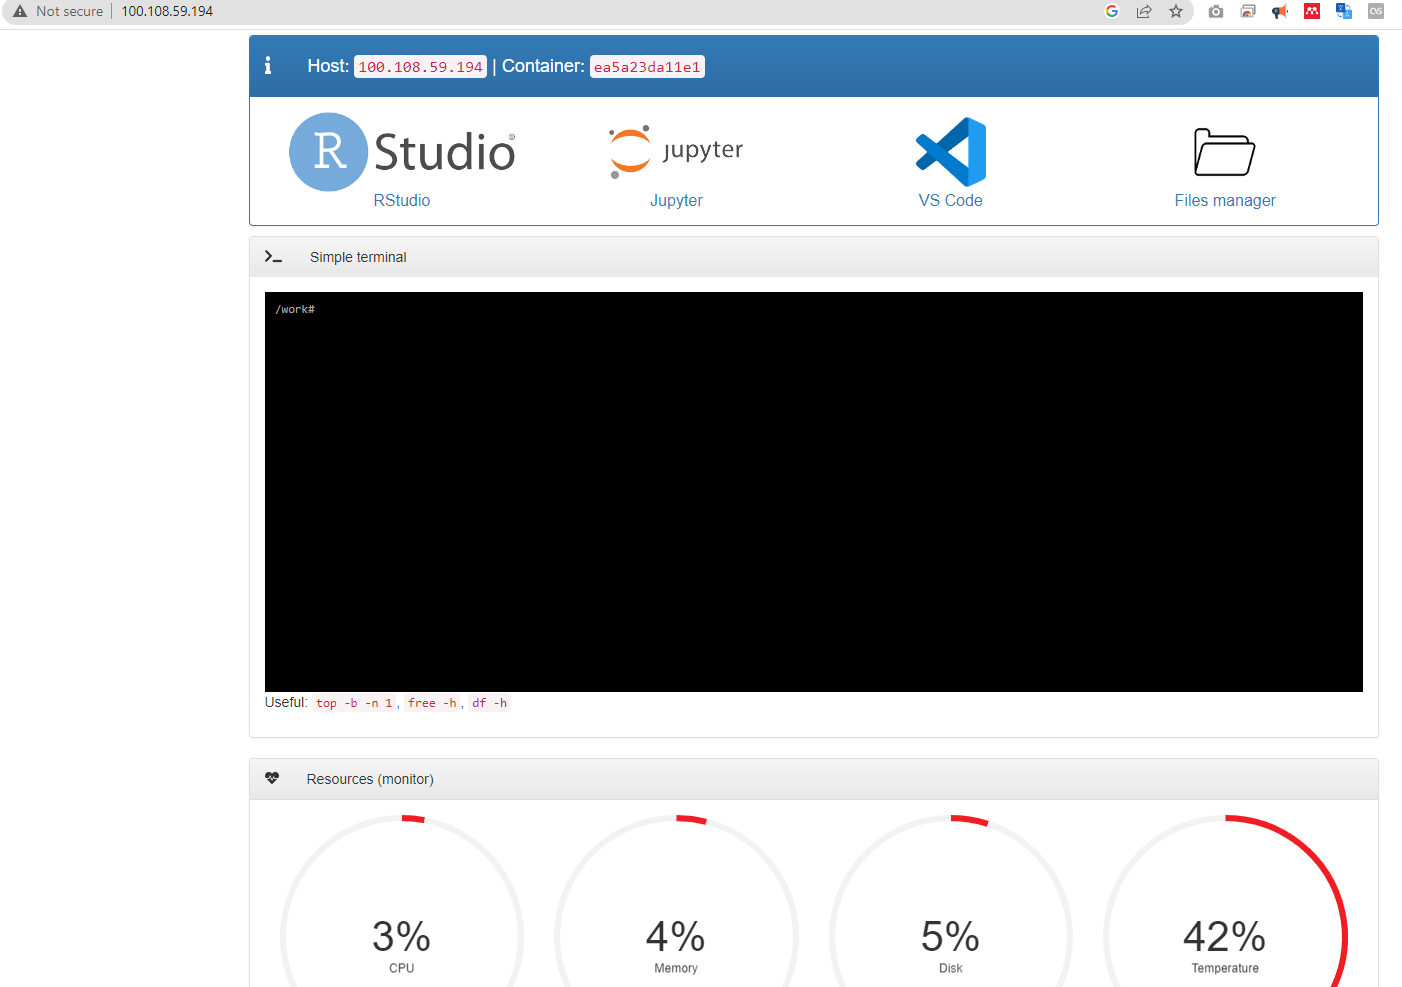 Not secure | 100.108.59.194
Host: 100.108.59.194 | Container: ea5a23da11e1
R Studio®
jupyter
RStudio
Jupyter
VS Code
Files manager
Simple terminal
/work#
Useful: top -b -n 1, free -h, df -h
Resources (monitor)
3%
4%
5%
42%
CPU
Memory
Disk
Temperature